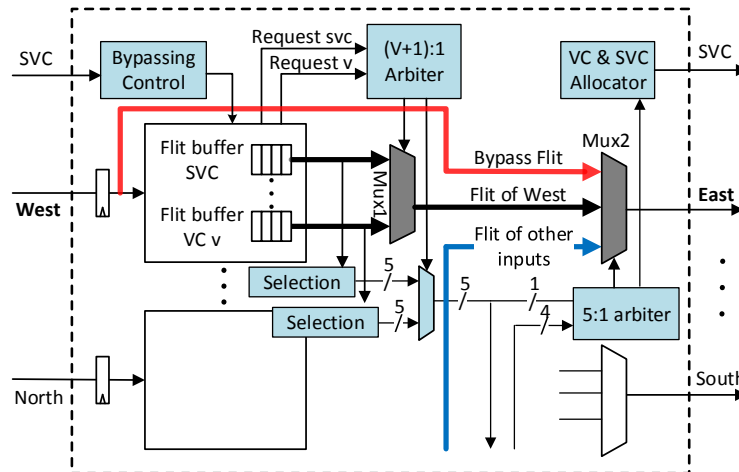 SVC
Bypassing
Control
Request svc
Request v
(V+1):1
Arbiter
VC & SVC
Allocator
SVC
Flit buffer
SVC
Flit buffer
VC v
Mux1
Bypass Flit
Mux2
Flit of West
Flit of other
inputs
West
East
Selection
5
Selection
5
5
1
4
5:1 arbiter
North
South